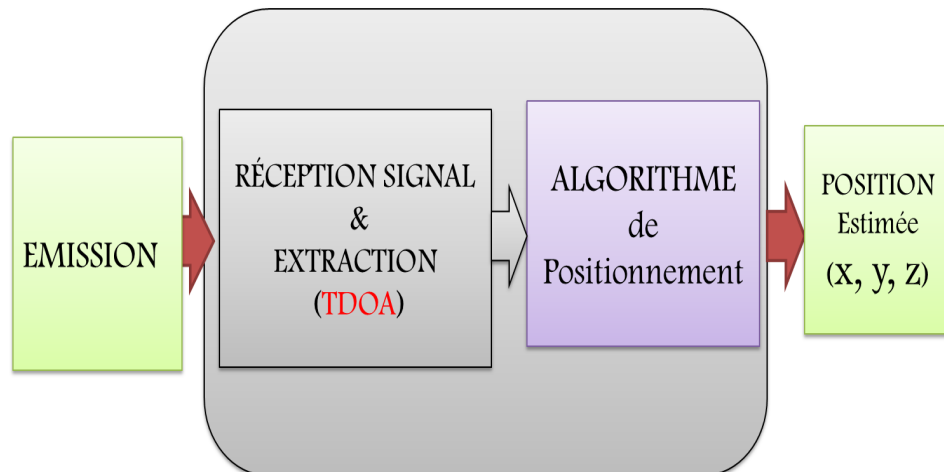 EMISSION
RÉCEPTION SIGNAL
&
EXTRACTION
(TDOA)
ALGORITHME
de
Positionnement
POSITION
Estimée
(x, y, z)